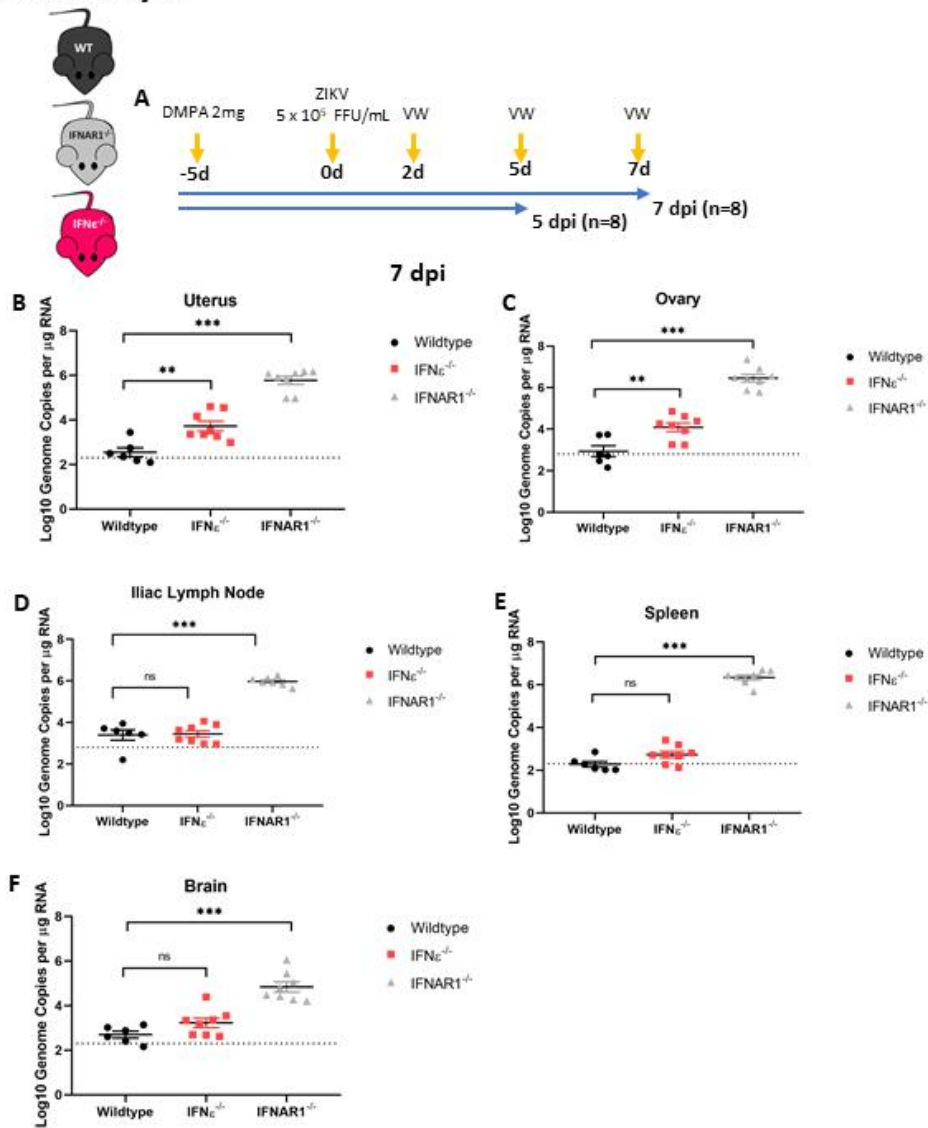 WT
IFNAR1-/-
IFNε-/-
A
DMPA 2mg
ZIKV
5 x 10⁵ FFU/mL
VW
VW
VW
-5d
0d
2d
5d
7d
5 dpi (n=8)
7 dpi (n=8)
7 dpi
B
Uterus
Log10 Genome Copies per μg RNA
8
6
4
2
0
***
**
Wildtype
IFNε-/-
IFNAR1-/-
Wildtype
IFNε-/-
IFNAR1-/-
C
Ovary
Log10 Genome Copies per μg RNA
8
6
4
2
0
***
**
Wildtype
IFNε-/-
IFNAR1-/-
Wildtype
IFNε-/-
IFNAR1-/-
D
Iliac Lymph Node
Log10 Genome Copies per μg RNA
8
6
4
2
0
***
ns
Wildtype
IFNε-/-
IFNAR1-/-
Wildtype
IFNε-/-
IFNAR1-/-
E
Spleen
Log10 Genome Copies per μg RNA
8
6
4
2
0
***
ns
Wildtype
IFNε-/-
IFNAR1-/-
Wildtype
IFNε-/-
IFNAR1-/-
F
Brain
Log10 Genome Copies per μg RNA
8
6
4
2
0
***
ns
Wildtype
IFNε-/-
IFNAR1-/-
Wildtype
IFNε-/-
IFNAR1-/-